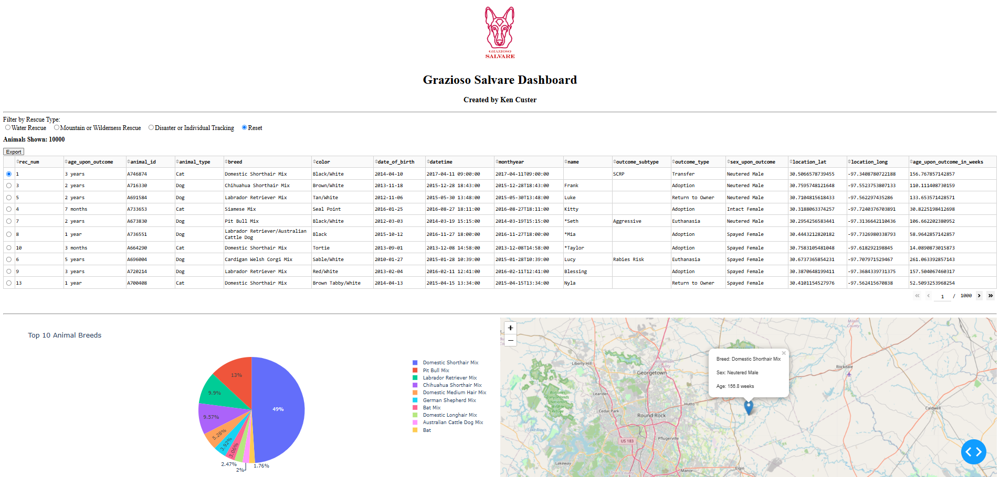 GRAZIOSO
SALVARE
Grazioso Salvare Dashboard
Created by Ken Custer
Filter by Rescue Type:
Water Rescue Mountain or Wilderness Rescue Disaster or Individual Tracking Reset
Animals Shown: 10000
Export
rec_num age_upon_outcome animal_id animal_type breed color date_of_birth datetime monthyear name outcome_subtype outcome_type sex_upon_outcome location_lat location_long age_upon_outcome_in_weeks
1 3 years A746874 Cat Domestic Shorthair Mix Black/White 2014-04-10 2017-04-11 09:00:00 2017-04-11T09:00:00 SCRP Transfer Neutered Male 30.5066578739455 -97.3408780722188 156.767857142857
3 2 years A716330 Dog Chihuahua Shorthair Mix Brown/White 2013-11-18 2015-12-28 18:43:00 2015-12-28T18:43:00 Frank Adoption Neutered Male 30.7595748121648 -97.5523753807133 110.111408730159
5 2 years A691584 Dog Labrador Retriever Mix Tan/White 2012-11-06 2015-05-30 13:48:00 2015-05-30T13:48:00 Luke Return to Owner Neutered Male 30.7104815618433 -97.562297435286 133.653571428571
4 7 months A733653 Cat Siamese Mix Seal Point 2016-01-25 2016-08-27 18:11:00 2016-08-27T18:11:00 Kitty Adoption Intact Female 30.3188063374257 -97.7240376703891 30.8225198412698
7 2 years A673830 Dog Pit Bull Mix Black/White 2012-03-03 2014-03-19 15:15:00 2014-03-19T15:15:00 *Seth Aggressive Euthanasia Neutered Male 30.2954256583441 -97.3136642110436 106.662202380952
8 1 year A736551 Dog Labrador Retriever/Australian Cattle Dog Black 2015-10-12 2016-11-27 18:00:00 2016-11-27T18:00:00 *Mia Adoption Spayed Female 30.4443212820182 -97.7326980338793 58.9642857142857
10 3 months A664290 Cat Domestic Shorthair Mix Tortie 2013-09-01 2013-12-08 14:58:00 2013-12-08T14:58:00 *Taylor Adoption Spayed Female 30.7583105481048 -97.618292198845 14.0890873015873
6 5 years A696004 Dog Cardigan Welsh Corgi Mix Sable/White 2010-01-27 2015-01-28 10:39:00 2015-01-28T10:39:00 Lucy Rabies Risk Euthanasia Spayed Female 30.6737365854231 -97.707971529467 261.063392857143
9 3 years A720214 Dog Labrador Retriever Mix Red/White 2013-02-04 2016-02-11 12:41:00 2016-02-11T12:41:00 Blessing Adoption Spayed Female 30.3870648199411 -97.3684339731375 157.504067460317
13 1 year A700408 Cat Domestic Shorthair Mix Brown Tabby/White 2014-04-13 2015-04-15 13:34:00 2015-04-15T13:34:00 Nyla Return to Owner Spayed Female 30.4101154527976 -97.562415670838 52.5093253968254
1 / 1000
Top 10 Animal Breeds
49%
13%
9.9%
9.57%
5.28%
3.92%
3.06%
2.47%
2%
1.76%
Domestic Shorthair Mix
Pit Bull Mix
Labrador Retriever Mix
Chihuahua Shorthair Mix
Domestic Medium Hair Mix
German Shepherd Mix
Bat Mix
Domestic Longhair Mix
Australian Cattle Dog Mix
Bat
+
−
Breed: Domestic Shorthair Mix
Sex: Neutered Male
Age: 156.8 weeks
Milam
County
Liberty Hill
Williamson
County
Georgetown
Rockdale
Leander
Balcones
Canyonlands
National
Wildlife
Refuge
Hutto
Cedar Park
Round Rock
Caldwell
Lake Travis
Pflugerville
US 183
Lakeway
Elgin
Manor
Travis County